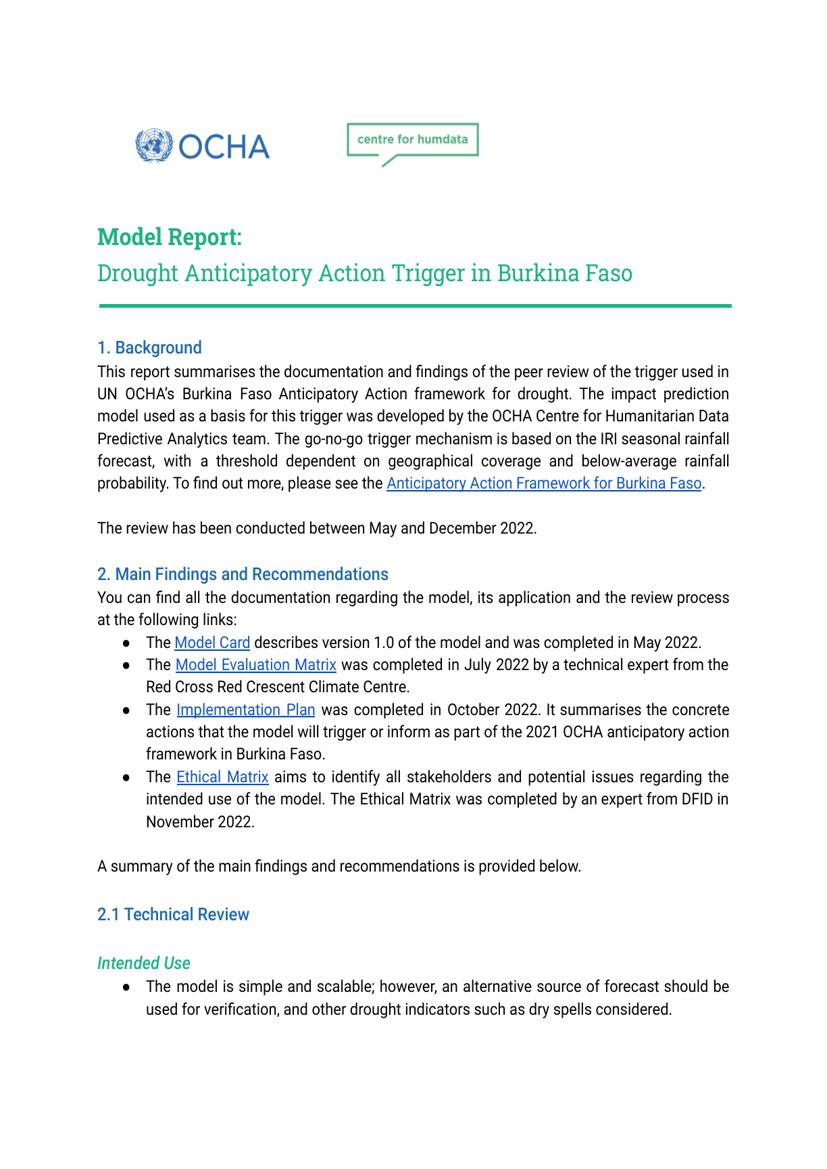 OCHA
centre for humdata
Model Report:
Drought Anticipatory Action Trigger in Burkina Faso
1. Background
This report summarises the documentation and findings of the peer review of the trigger used in
UN OCHA's Burkina Faso Anticipatory Action framework for drought. The impact prediction
model used as a basis for this trigger was developed by the OCHA Centre for Humanitarian Data
Predictive Analytics team. The go-no-go trigger mechanism is based on the IRI seasonal rainfall
forecast, with a threshold dependent on geographical coverage and below-average rainfall
probability. To find out more, please see the Anticipatory Action Framework for Burkina Faso.
The review has been conducted between May and December 2022.
2. Main Findings and Recommendations
You can find all the documentation regarding the model, its application and the review process
at the following links:
● The Model Card describes version 1.0 of the model and was completed in May 2022.
● The Model Evaluation Matrix was completed in July 2022 by a technical expert from the
Red Cross Red Crescent Climate Centre.
● The Implementation Plan was completed in October 2022. It summarises the concrete
actions that the model will trigger or inform as part of the 2021 OCHA anticipatory action
framework in Burkina Faso.
● The Ethical Matrix aims to identify all stakeholders and potential issues regarding the
intended use of the model. The Ethical Matrix was completed by an expert from DFID in
November 2022.
A summary of the main findings and recommendations is provided below.
2.1 Technical Review
Intended Use
● The model is simple and scalable; however, an alternative source of forecast should be
used for verification, and other drought indicators such as dry spells considered.